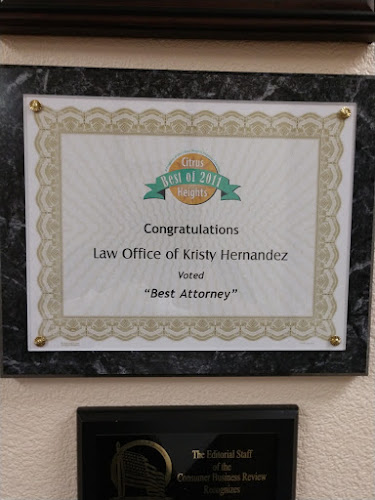 Citrus
Best of 2011
Heights
Congratulations
Law Office of Kristy Hernandez
Voted
"Best Attorney"
The Editorial Staff
of the
Consumer Business Review
Recognizes